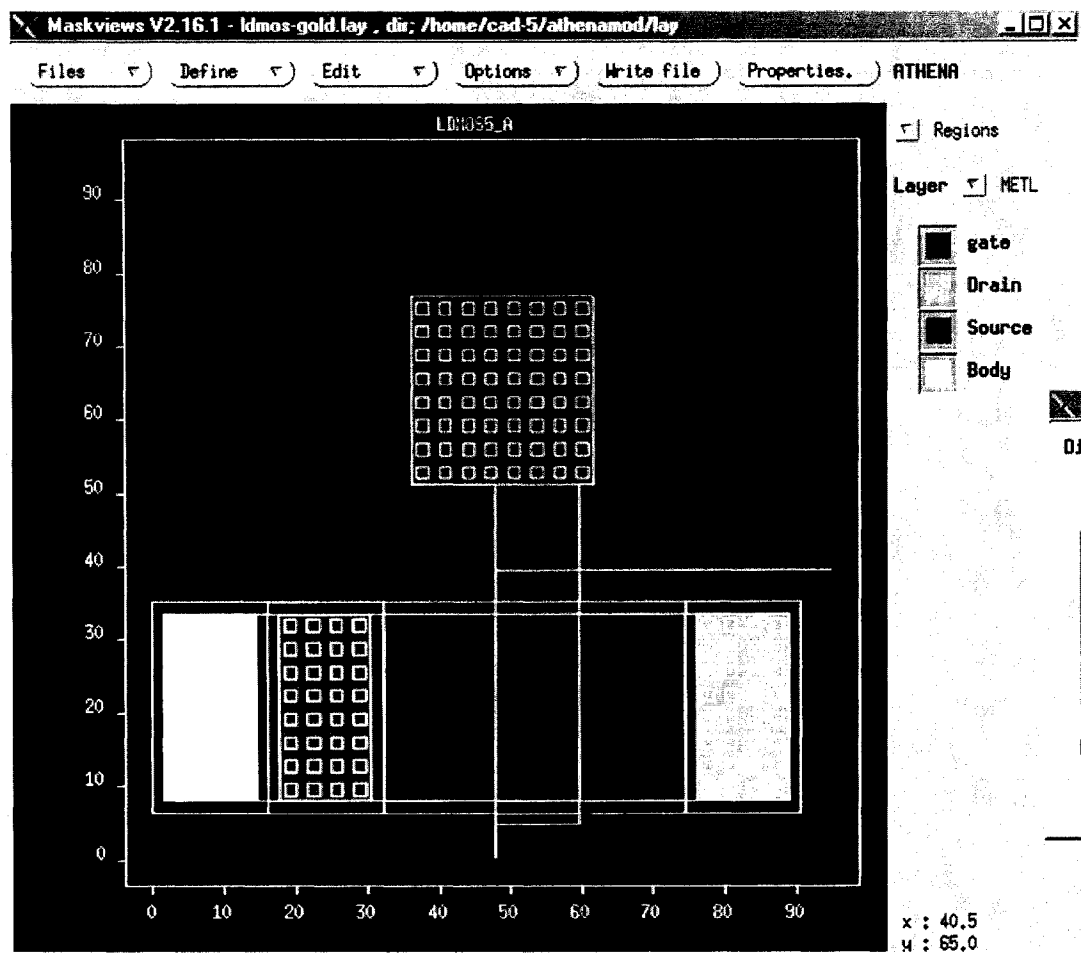 Maskviews V2.16.1 - ldmos-gold.lay , dir; /home/cad-5/athenamod/lay
Files Define Edit Options Write file Properties. ATHENA
LDMOS5_A
Regions
Layer METL
gate
Drain
Source
Body
Di
90
80
70
60
50
40
30
20
10
0
0 10 20 30 40 50 60 70 80 90
x : 40.5
y : 65.0